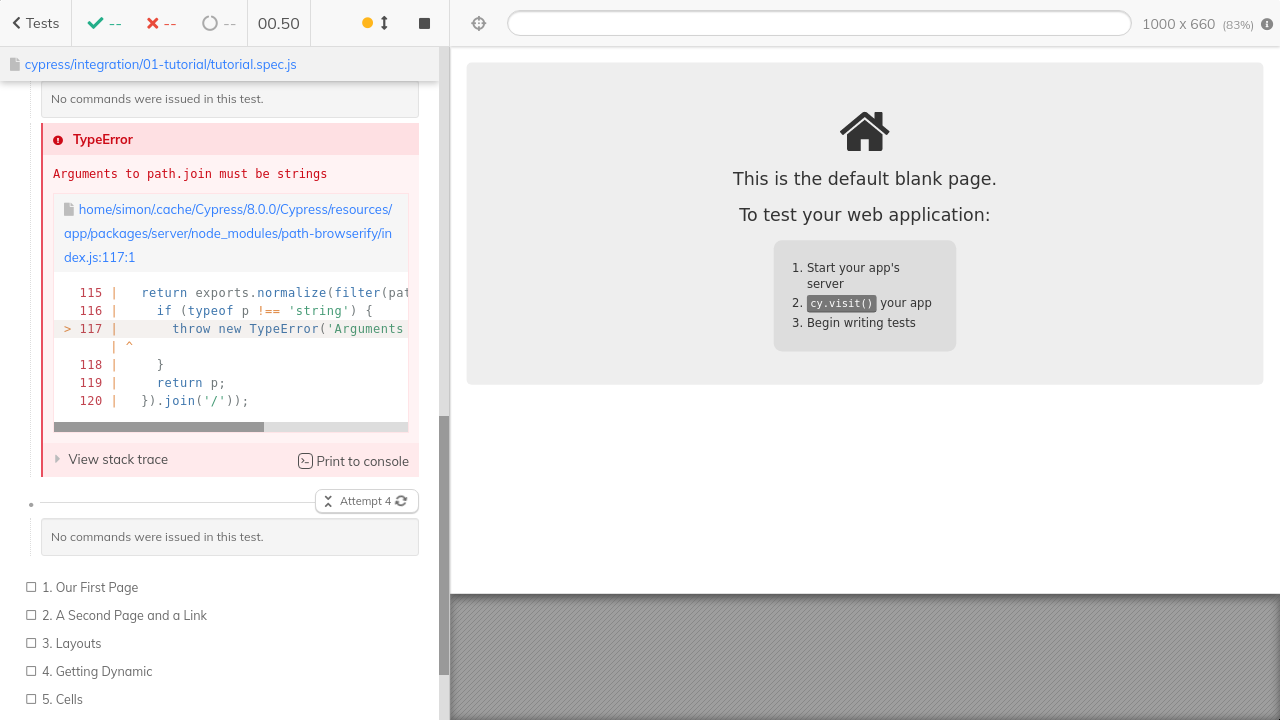 Tests
--
--
--
00.50
1000 x 660 (83%)
cypress/integration/01-tutorial/tutorial.spec.js
No commands were issued in this test.
TypeError
Arguments to path.join must be strings
home/simon/.cache/Cypress/8.0.0/Cypress/resources/
app/packages/server/node_modules/path-browserify/in
dex.js:117:1
115 | return exports.normalize(filter(pat
116 | if (typeof p !== 'string') {
> 117 | throw new TypeError('Arguments
| ^
118 | }
119 | return p;
120 | }).join('/'));
View stack trace
Print to console
Attempt 4
No commands were issued in this test.
1. Our First Page
2. A Second Page and a Link
3. Layouts
4. Getting Dynamic
5. Cells
This is the default blank page.
To test your web application:
1. Start your app's
server
2. cy.visit() your app
3. Begin writing tests